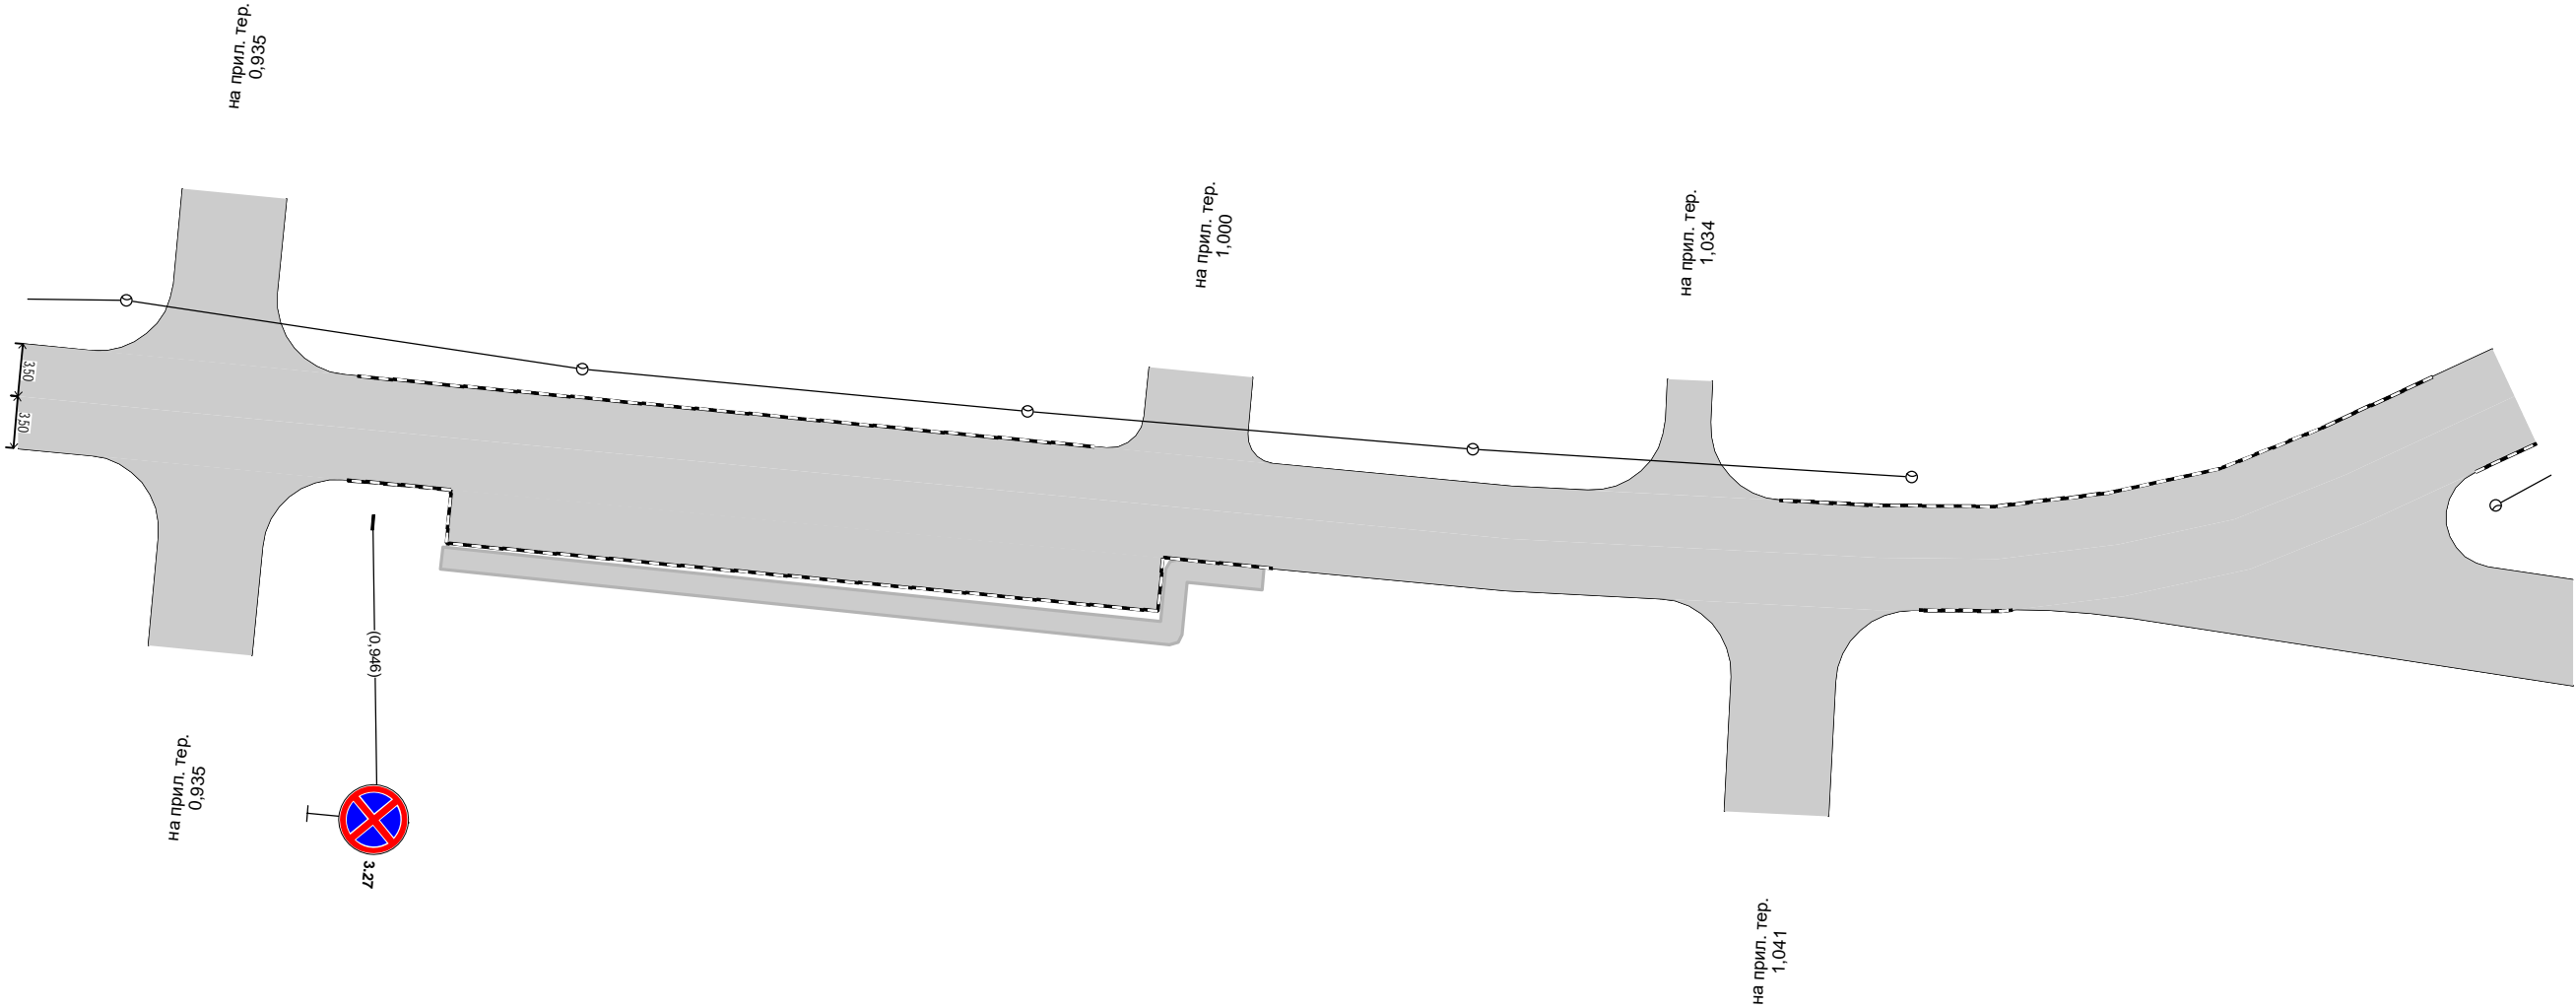 на прил. тер.
0,935
на прил. тер.
1,000
на прил. тер.
1,034
3,50
3,50
(0,946)
на прил. тер.
0,935
3.27
на прил. тер.
1,041